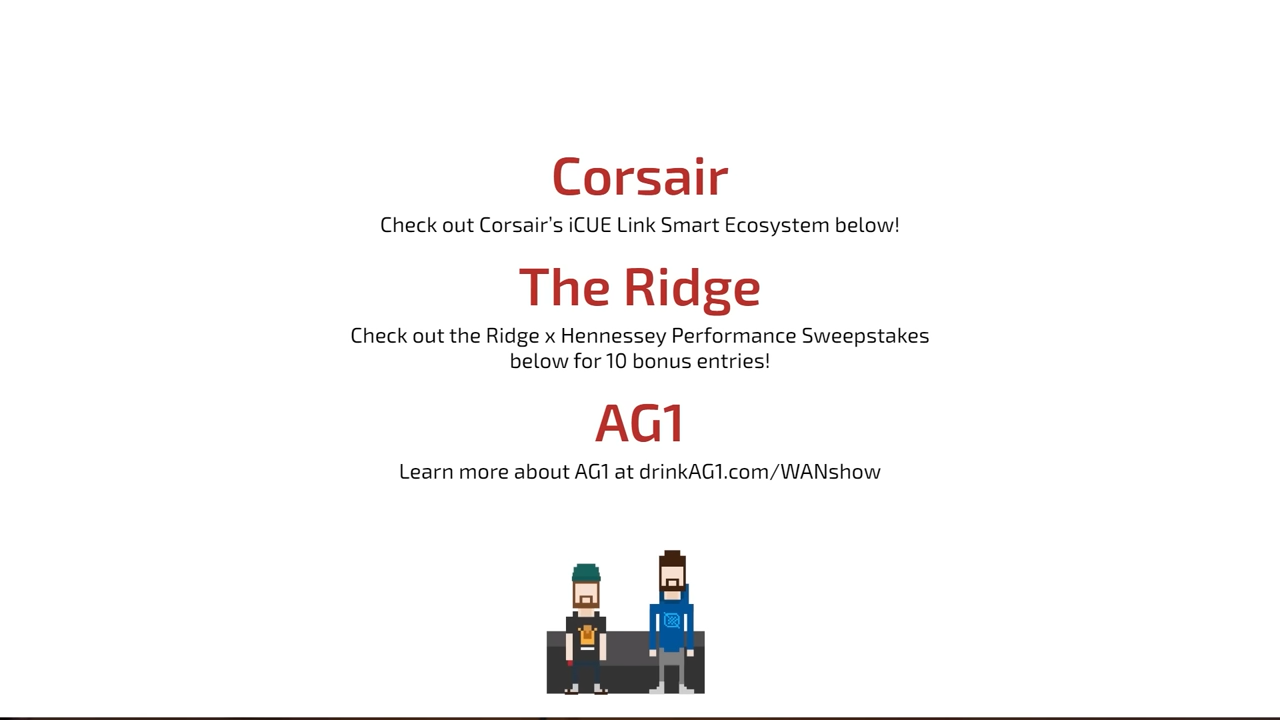 Corsair
Check out Corsair's iCUE Link Smart Ecosystem below!
The Ridge
Check out the Ridge x Hennessey Performance Sweepstakes
below for 10 bonus entries!
AG1
Learn more about AG1 at drinkAG1.com/WANshow